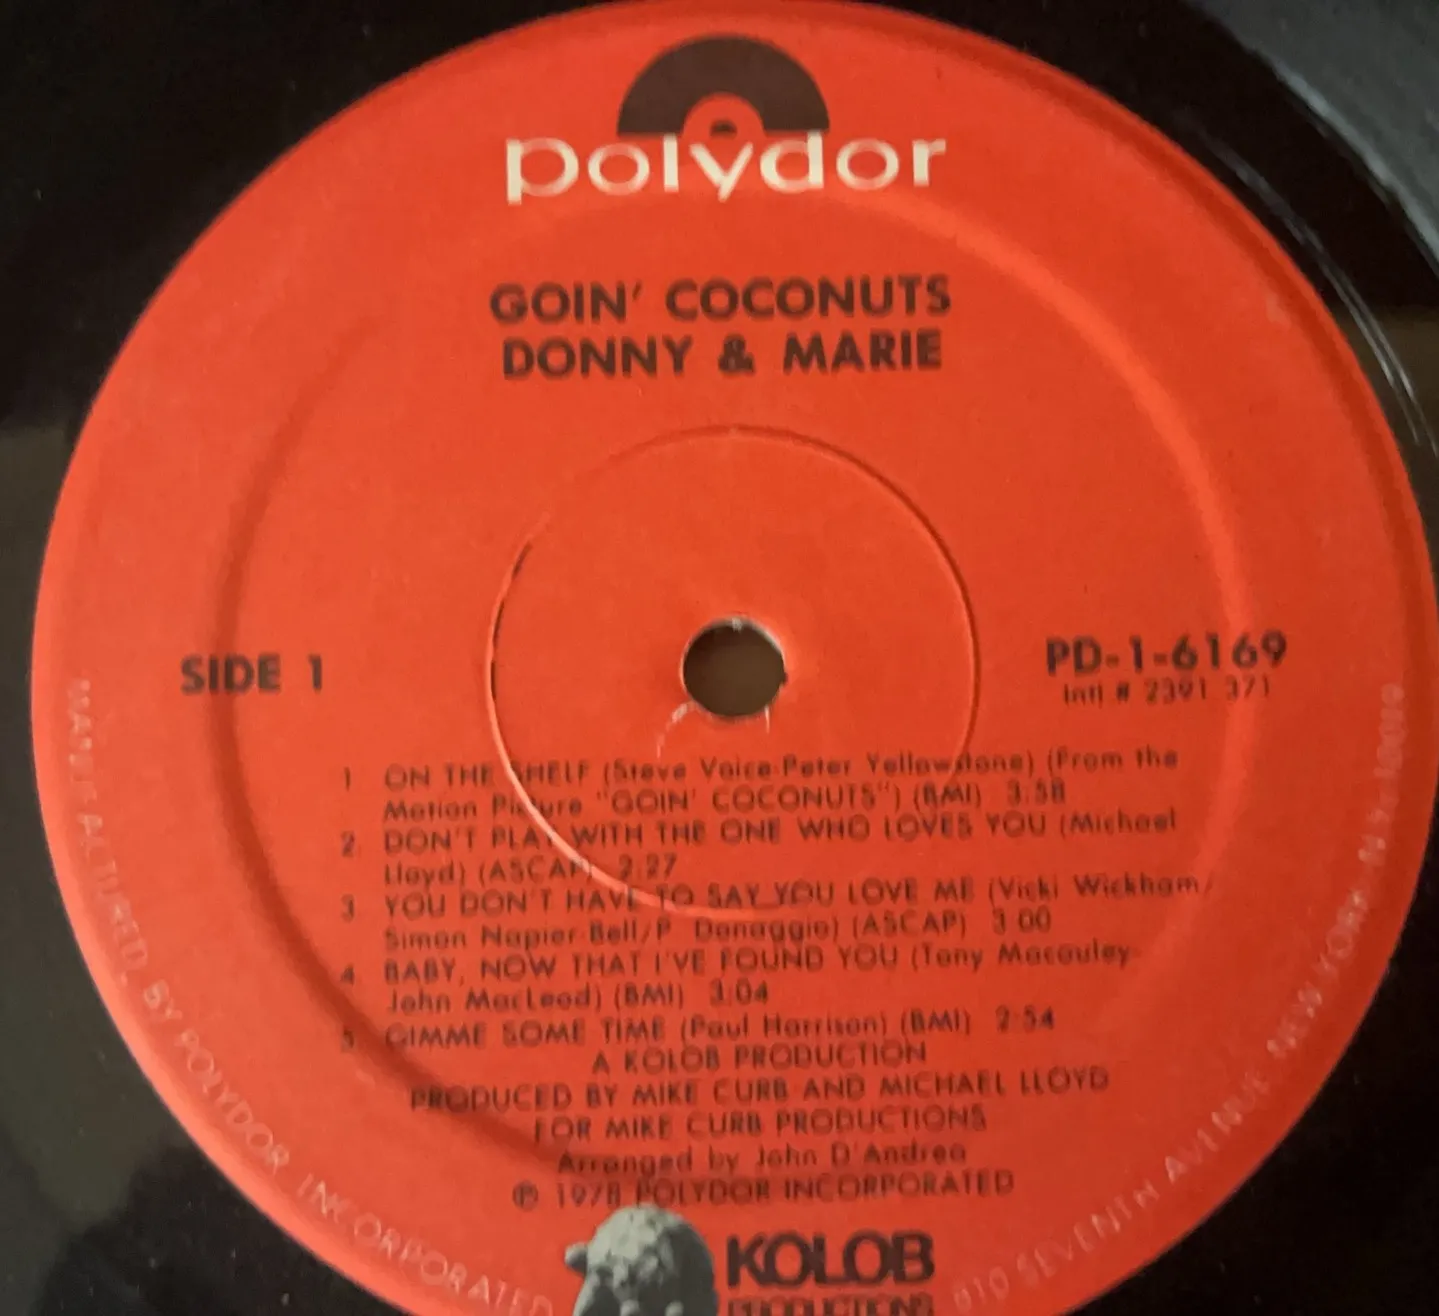 polydor
GOIN' COCONUTS
DONNY & MARIE
SIDE 1
PD-1-6169
Intl # 2391 371
1 ON THE SHELF (Steve Voice-Peter Yellowstone) (From the
Motion Picture "GOIN' COCONUTS") (BMI) 3:58
2 DON'T PLAY WITH THE ONE WHO LOVES YOU (Michael
Lloyd) (ASCAP) 2:27
3 YOU DON'T HAVE TO SAY YOU LOVE ME (Vicki Wickham/
Simon Napier-Bell/P. Donaggio) (ASCAP) 3:00
4 BABY, NOW THAT I'VE FOUND YOU (Tony Macauley-
John MacLeod) (BMI) 3:04
5 GIMME SOME TIME (Paul Harrison) (BMI) 2:54
A KOLOB PRODUCTION
PRODUCED BY MIKE CURB AND MICHAEL LLOYD
FOR MIKE CURB PRODUCTIONS
Arranged by John D'Andrea
℗ 1978 POLYDOR INCORPORATED
KOLOB
PRODUCTIONS
MANUFACTURED BY POLYDOR INCORPORATED 810 SEVENTH AVENUE NEW YORK N.Y. 10019